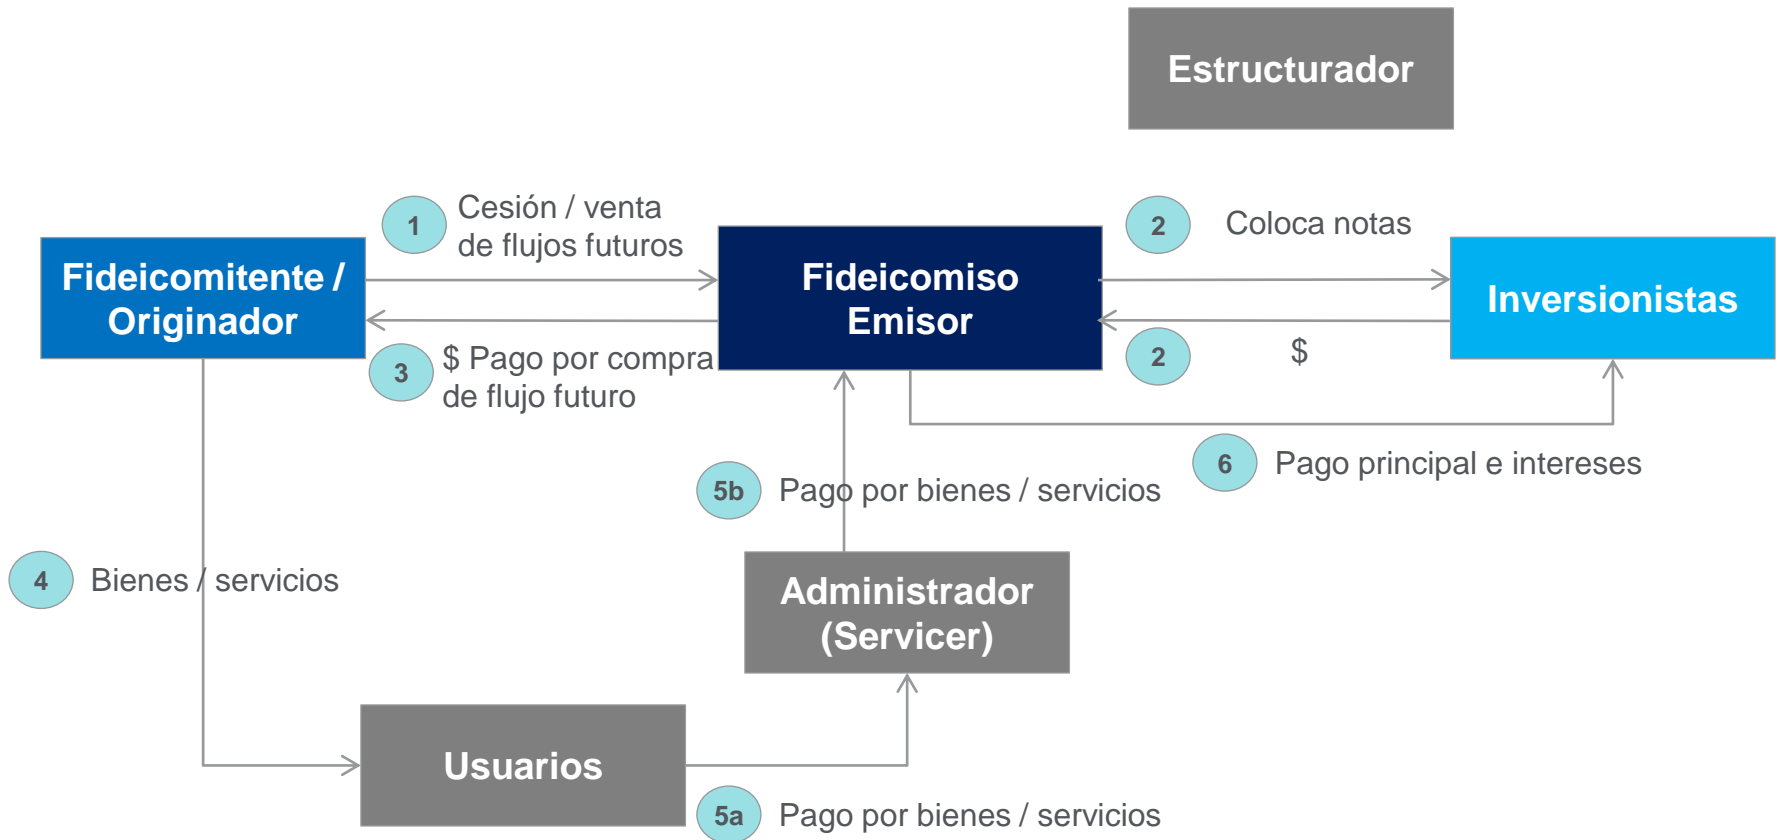 Estructurador
1
Cesión / venta
de flujos futuros
2
Coloca notas
Fideicomitente /
Originador
Fideicomiso
Emisor
Inversionistas
3
$ Pago por compra
de flujo futuro
2
$
6
Pago principal e intereses
5b
Pago por bienes / servicios
4
Bienes / servicios
Administrador
(Servicer)
Usuarios
5a
Pago por bienes / servicios